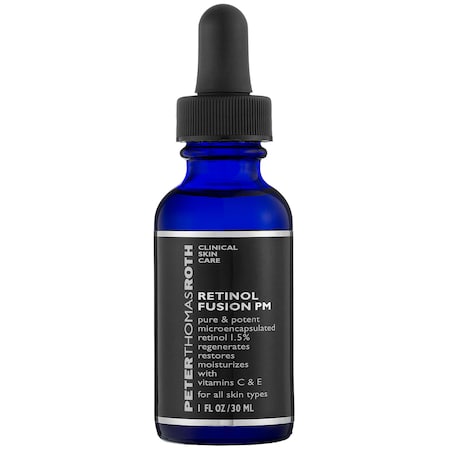 PETERTHOMASROTH
CLINICAL
SKIN
CARE
RETINOL
FUSION PM
pure & potent
microencapsulated
retinol 1.5%
regenerates
restores
moisturizes
with
vitamins C & E
for all skin types
1 FL OZ/30 ML